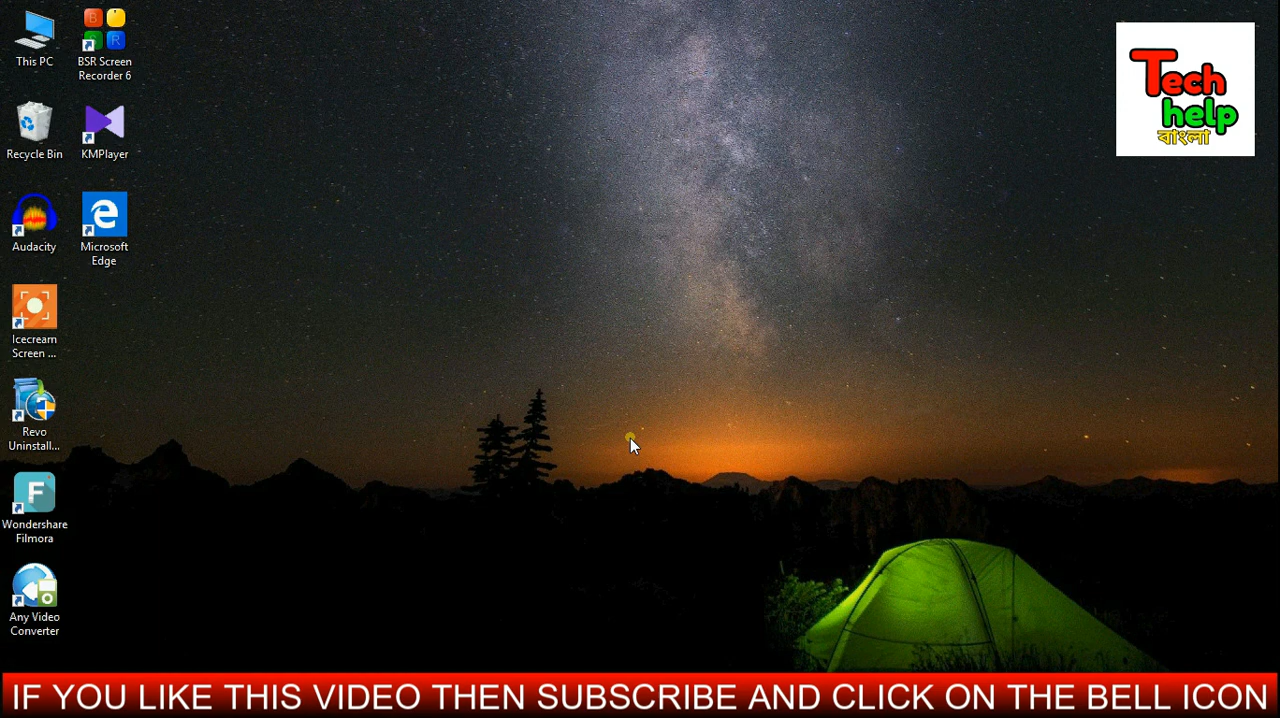 This PC
BSR Screen
Recorder 6
Recycle Bin
KMPlayer
Audacity
Microsoft
Edge
Icecream
Screen ...
Revo
Uninstall...
F
Wondershare
Filmora
Any Video
Converter
Tech
help
বাংলা
B
R
IF YOU LIKE THIS VIDEO THEN SUBSCRIBE AND CLICK ON THE BELL ICON